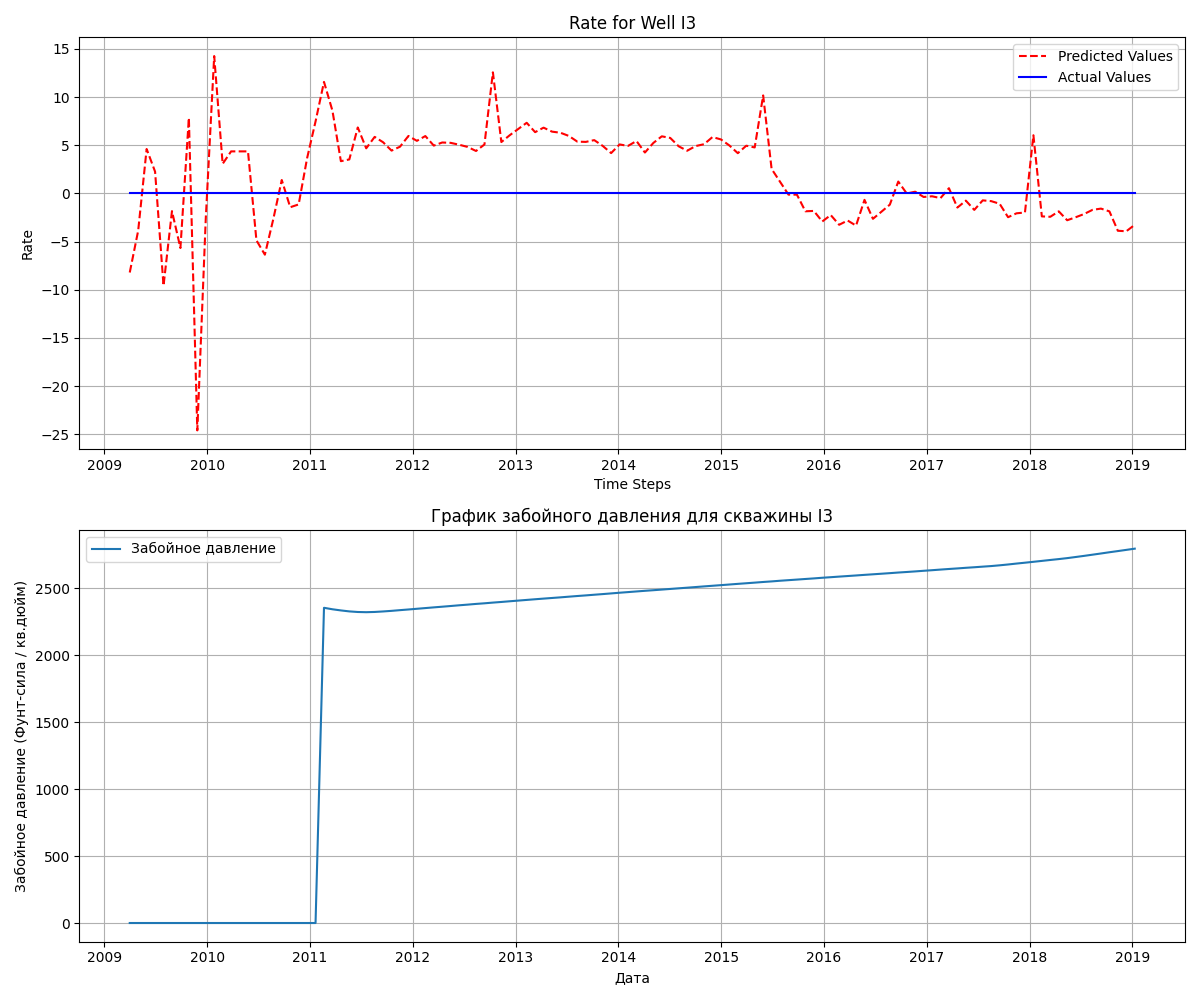 Rate for Well I3
Predicted Values
Actual Values
15
10
5
0
−5
−10
−15
−20
−25
Rate
2009 2010 2011 2012 2013 2014 2015 2016 2017 2018 2019
Time Steps
График забойного давления для скважины I3
Забойное давление
2500
2000
1500
1000
500
0
Забойное давление (Фунт-сила / кв.дюйм)
2009 2010 2011 2012 2013 2014 2015 2016 2017 2018 2019
Дата